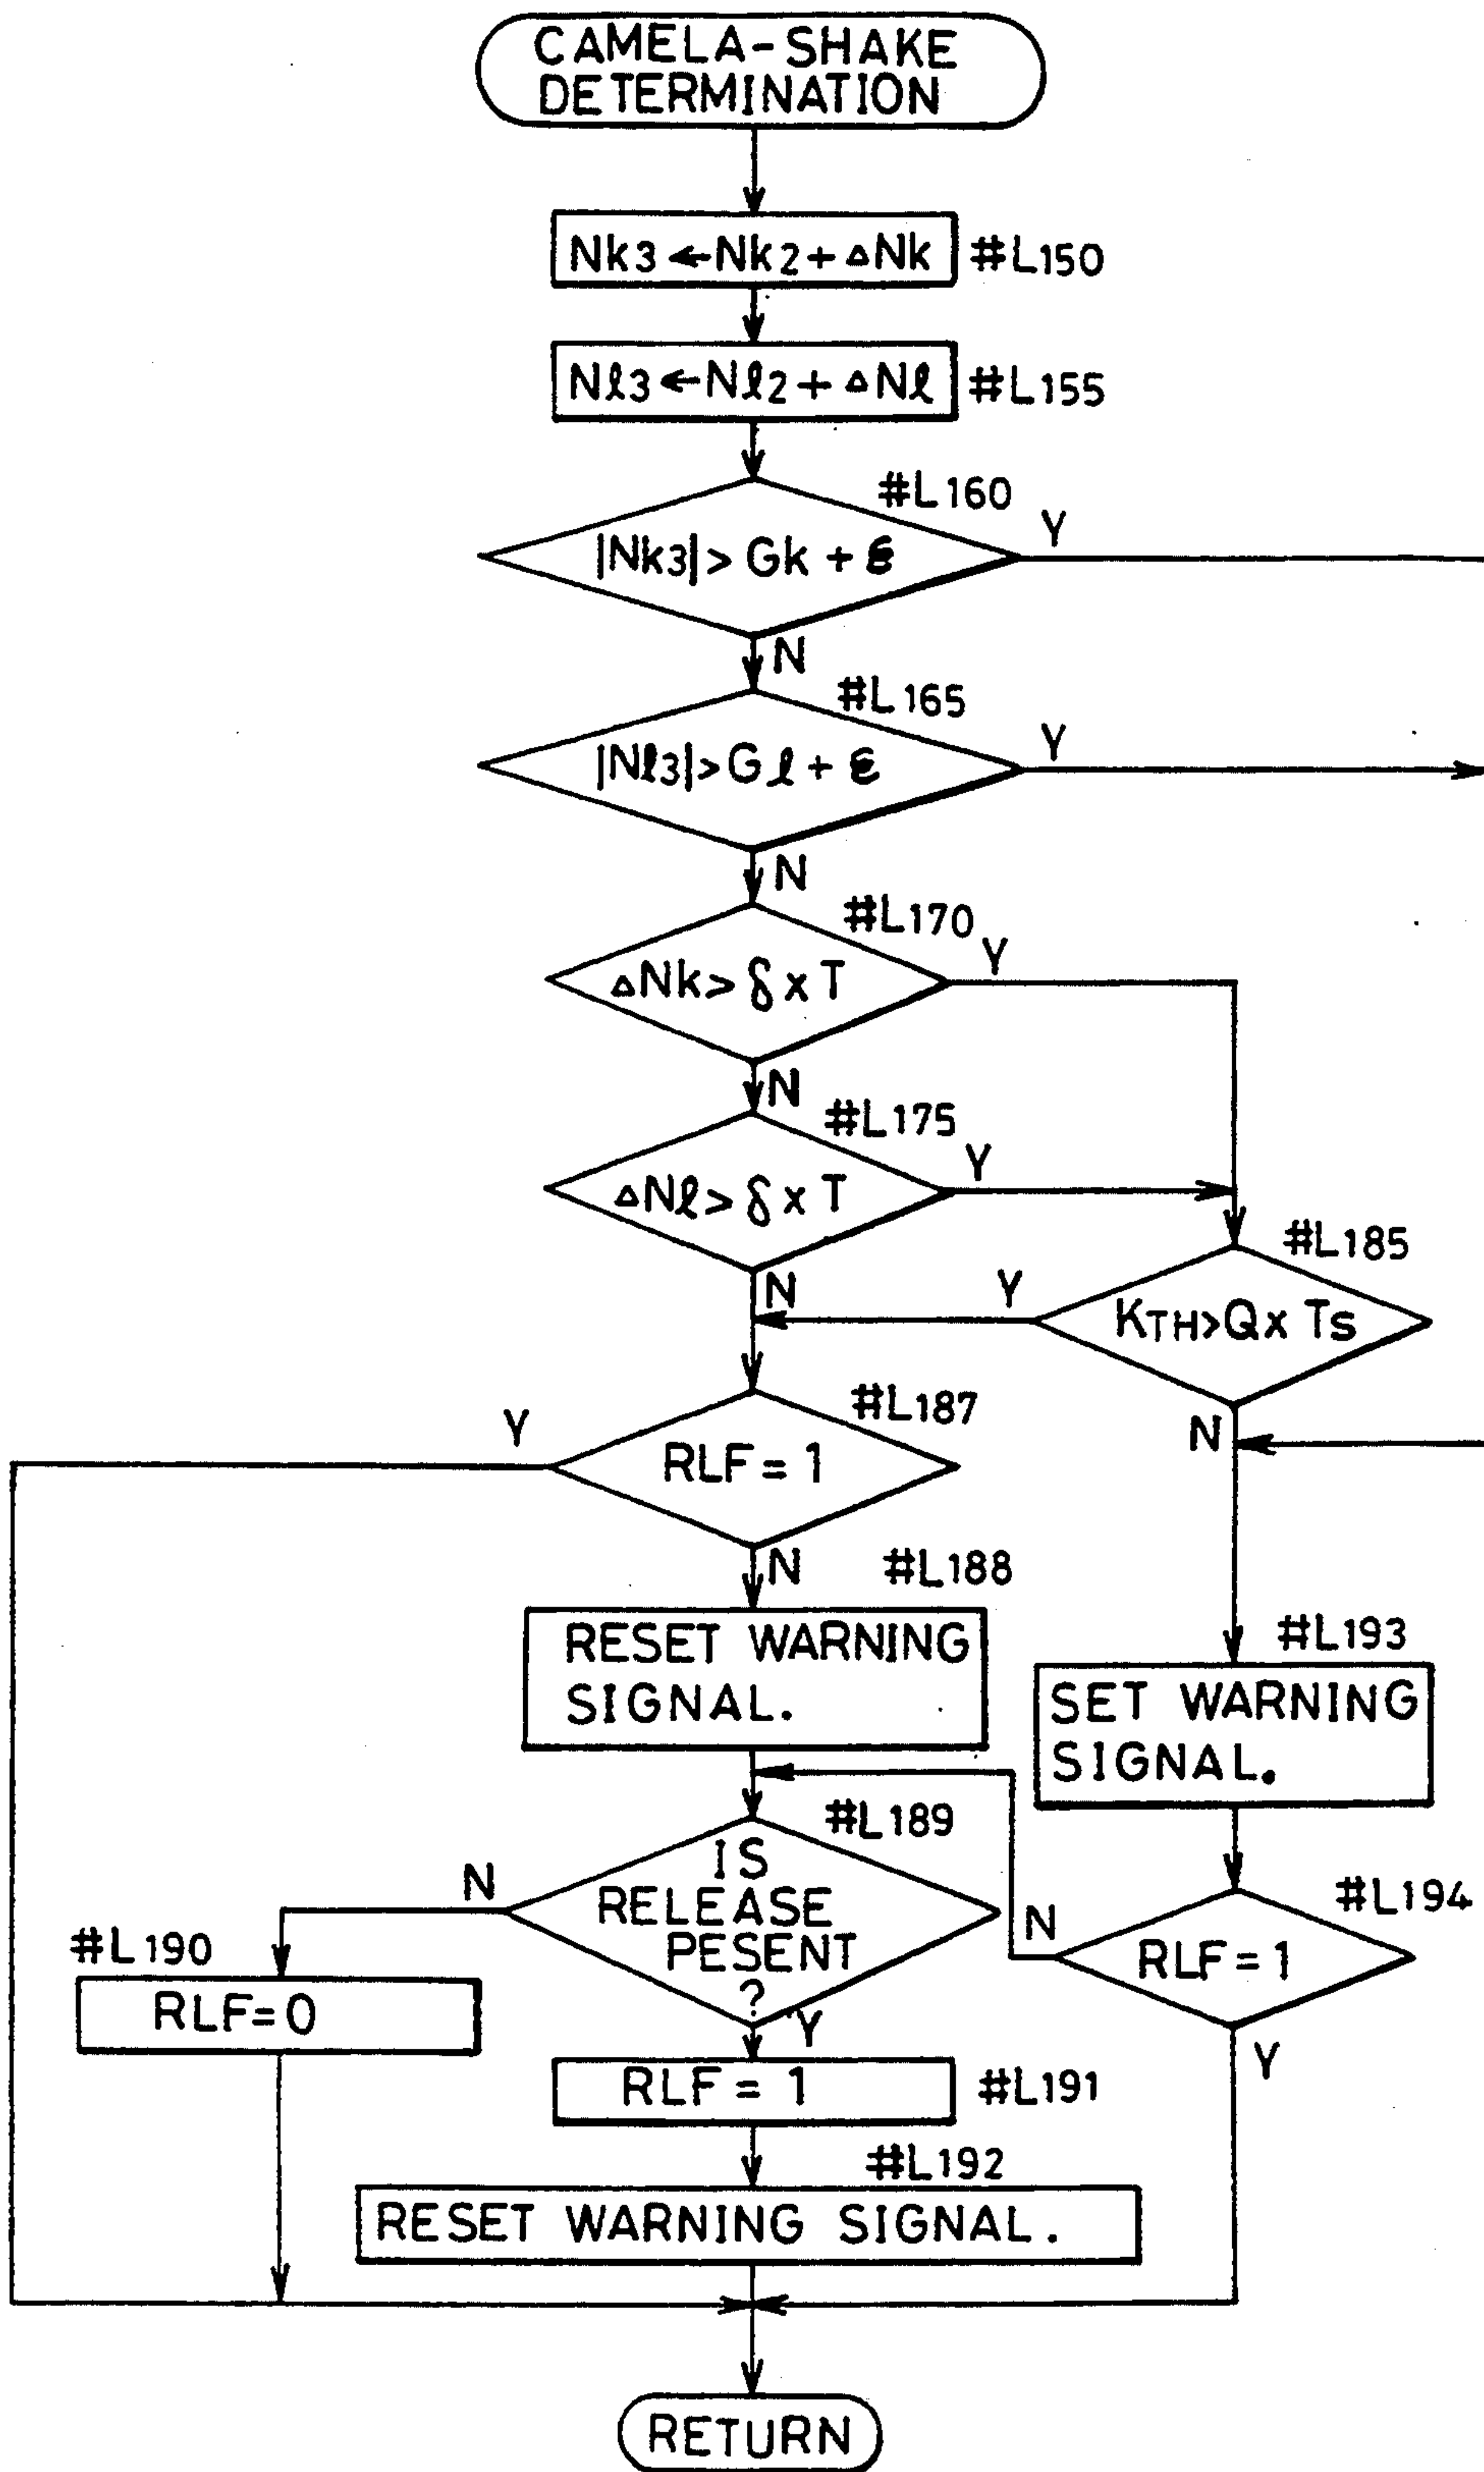 CAMELA-SHAKE
DETERMINATION
Nk3 ← Nk2 + ΔNk #L150
Nℓ3 ← Nℓ2 + ΔNℓ #L155
#L160
|Nk3| > Gk + ε
Y
N
#L165
|Nℓ3| > Gℓ + ε
Y
N
#L170
ΔNk > δ x T
Y
N
#L175
ΔNℓ > δ x T
Y
N
#L185
KTH > Q x Ts
Y
N
#L187
RLF = 1
Y
N
#L188
RESET WARNING
SIGNAL.
#L193
SET WARNING
SIGNAL.
#L189
IS
RELEASE
PESENT
?
N
Y
#L194
RLF = 1
N
Y
#L190
RLF=0
RLF = 1 #L191
#L192
RESET WARNING SIGNAL.
RETURN